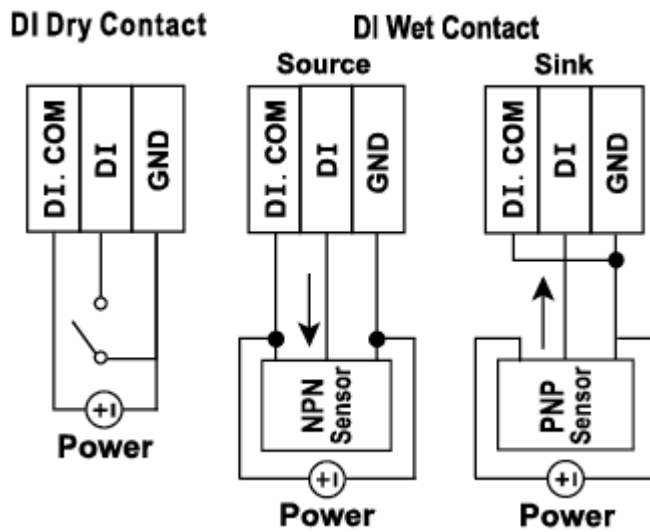 DI Dry Contact
DI Wet Contact
Source
Sink
DI. COM
DI
GND
DI. COM
DI
GND
DI. COM
DI
GND
NPN
Sensor
PNP
Sensor
Power
Power
Power